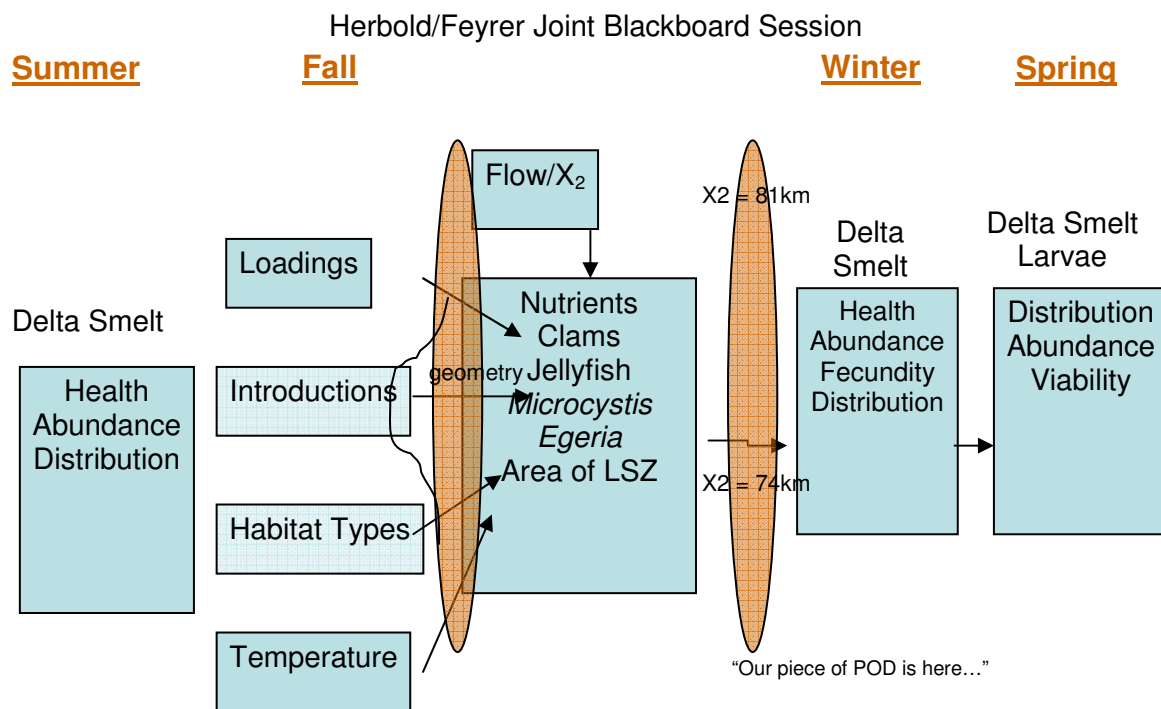 Herbold/Feyrer Joint Blackboard Session
Summer
Fall
Winter
Spring
Flow/X2
X2 = 81km
Loadings
Delta
Smelt
Delta Smelt
Larvae
Delta Smelt
Health
Abundance
Distribution
Introductions
geometry
Habitat Types
Temperature
Nutrients
Clams
Jellyfish
Microcystis
Egeria
Area of LSZ
X2 = 74km
Health
Abundance
Fecundity
Distribution
Distribution
Abundance
Viability
“Our piece of POD is here…”